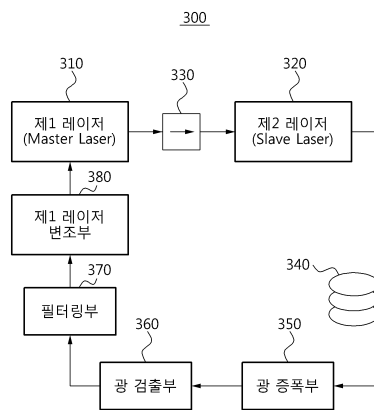 300
310
320
330
제1 레이저
(Master Laser)
제2 레이저
(Slave Laser)
380
제1 레이저
변조부
340
370
필터링부
360
350
광 검출부
광 증폭부